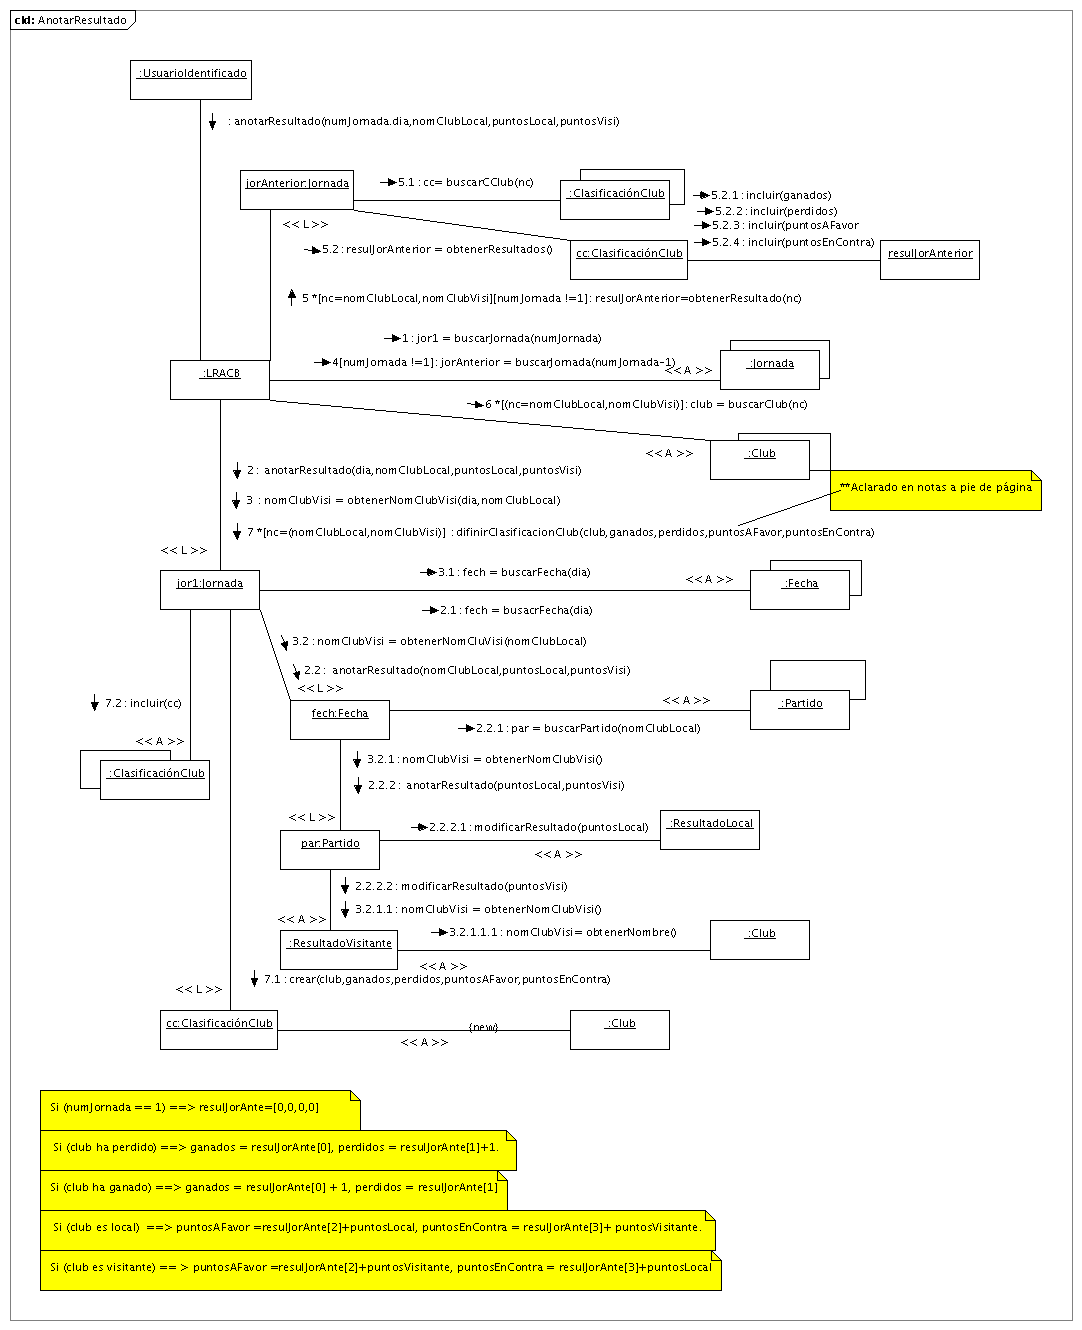 cld: AnotarResultado
:UsuarioIdentificado
: anotarResultado(numJornada.dia,nomClubLocal,puntosLocal,puntosVisi)
jorAnterior:Jornada
5.1 : cc= buscarCClub(nc)
:ClasificaciónClub
5.2.1 : incluir(ganados)
5.2.2 : incluir(perdidos)
5.2.3 : incluir(puntosAFavor
5.2.4 : incluir(puntosEnContra)
<< L >>
5.2 : resulJorAnterior = obtenerResultados()
cc:ClasificaciónClub
resulJorAnterior
5 *[nc=nomClubLocal,nomClubVisi][numJornada !=1] : resulJorAnterior=obtenerResultado(nc)
1 : jor1 = buscarJornada(numJornada)
4[numJornada !=1] : jorAnterior = buscarJornada(numJornada-1)
<< A >>
:Jornada
:LRACB
6 *[(nc=nomClubLocal,nomClubVisi)] : club = buscarClub(nc)
<< A >>
:Club
2 : anotarResultado(dia,nomClubLocal,puntosLocal,puntosVisi)
**Aclarado en notas a pie de página
3 : nomClubVisi = obtenerNomClubVisi(dia,nomClubLocal)
7 *[nc=(nomClubLocal,nomClubVisi)] : difinirClasificacionClub(club,ganados,perdidos,puntosAFavor,puntosEnContra)
<< L >>
jor1:Jornada
3.1 : fech = buscarFecha(dia)
<< A >>
:Fecha
2.1 : fech = busacrFecha(dia)
3.2 : nomClubVisi = obtenerNomCluVisi(nomClubLocal)
2.2 : anotarResultado(nomClubLocal,puntosLocal,puntosVisi)
<< L >>
7.2 : incluir(cc)
<< A >>
fech:Fecha
<< A >>
:Partido
2.2.1 : par = buscarPartido(nomClubLocal)
:ClasificaciónClub
3.2.1 : nomClubVisi = obtenerNomClubVisi()
2.2.2 : anotarResultado(puntosLocal,puntosVisi)
<< L >>
2.2.2.1 : modificarResultado(puntosLocal)
:ResultadoLocal
par:Partido
<< A >>
2.2.2.2 : modificarResultado(puntosVisi)
3.2.1.1 : nomClubVisi = obtenerNomClubVisi()
<< A >>
:ResultadoVisitante
3.2.1.1.1 : nomClubVisi= obtenerNombre()
:Club
<< A >>
7.1 : crear(club,ganados,perdidos,puntosAFavor,puntosEnContra)
<< L >>
cc:ClasificaciónClub
{new}
<< A >>
:Club
Si (numJornada == 1) ==> resulJorAnte=[0,0,0,0]
Si (club ha perdido) ==> ganados = resulJorAnte[0], perdidos = resulJorAnte[1]+1.
Si (club ha ganado) ==> ganados = resulJorAnte[0] + 1, perdidos = resulJorAnte[1]
Si (club es local) ==> puntosAFavor =resulJorAnte[2]+puntosLocal, puntosEnContra = resulJorAnte[3]+ puntosVisitante.
Si (club es visitante) == > puntosAFavor =resulJorAnte[2]+puntosVisitante, puntosEnContra = resulJorAnte[3]+puntosLocal